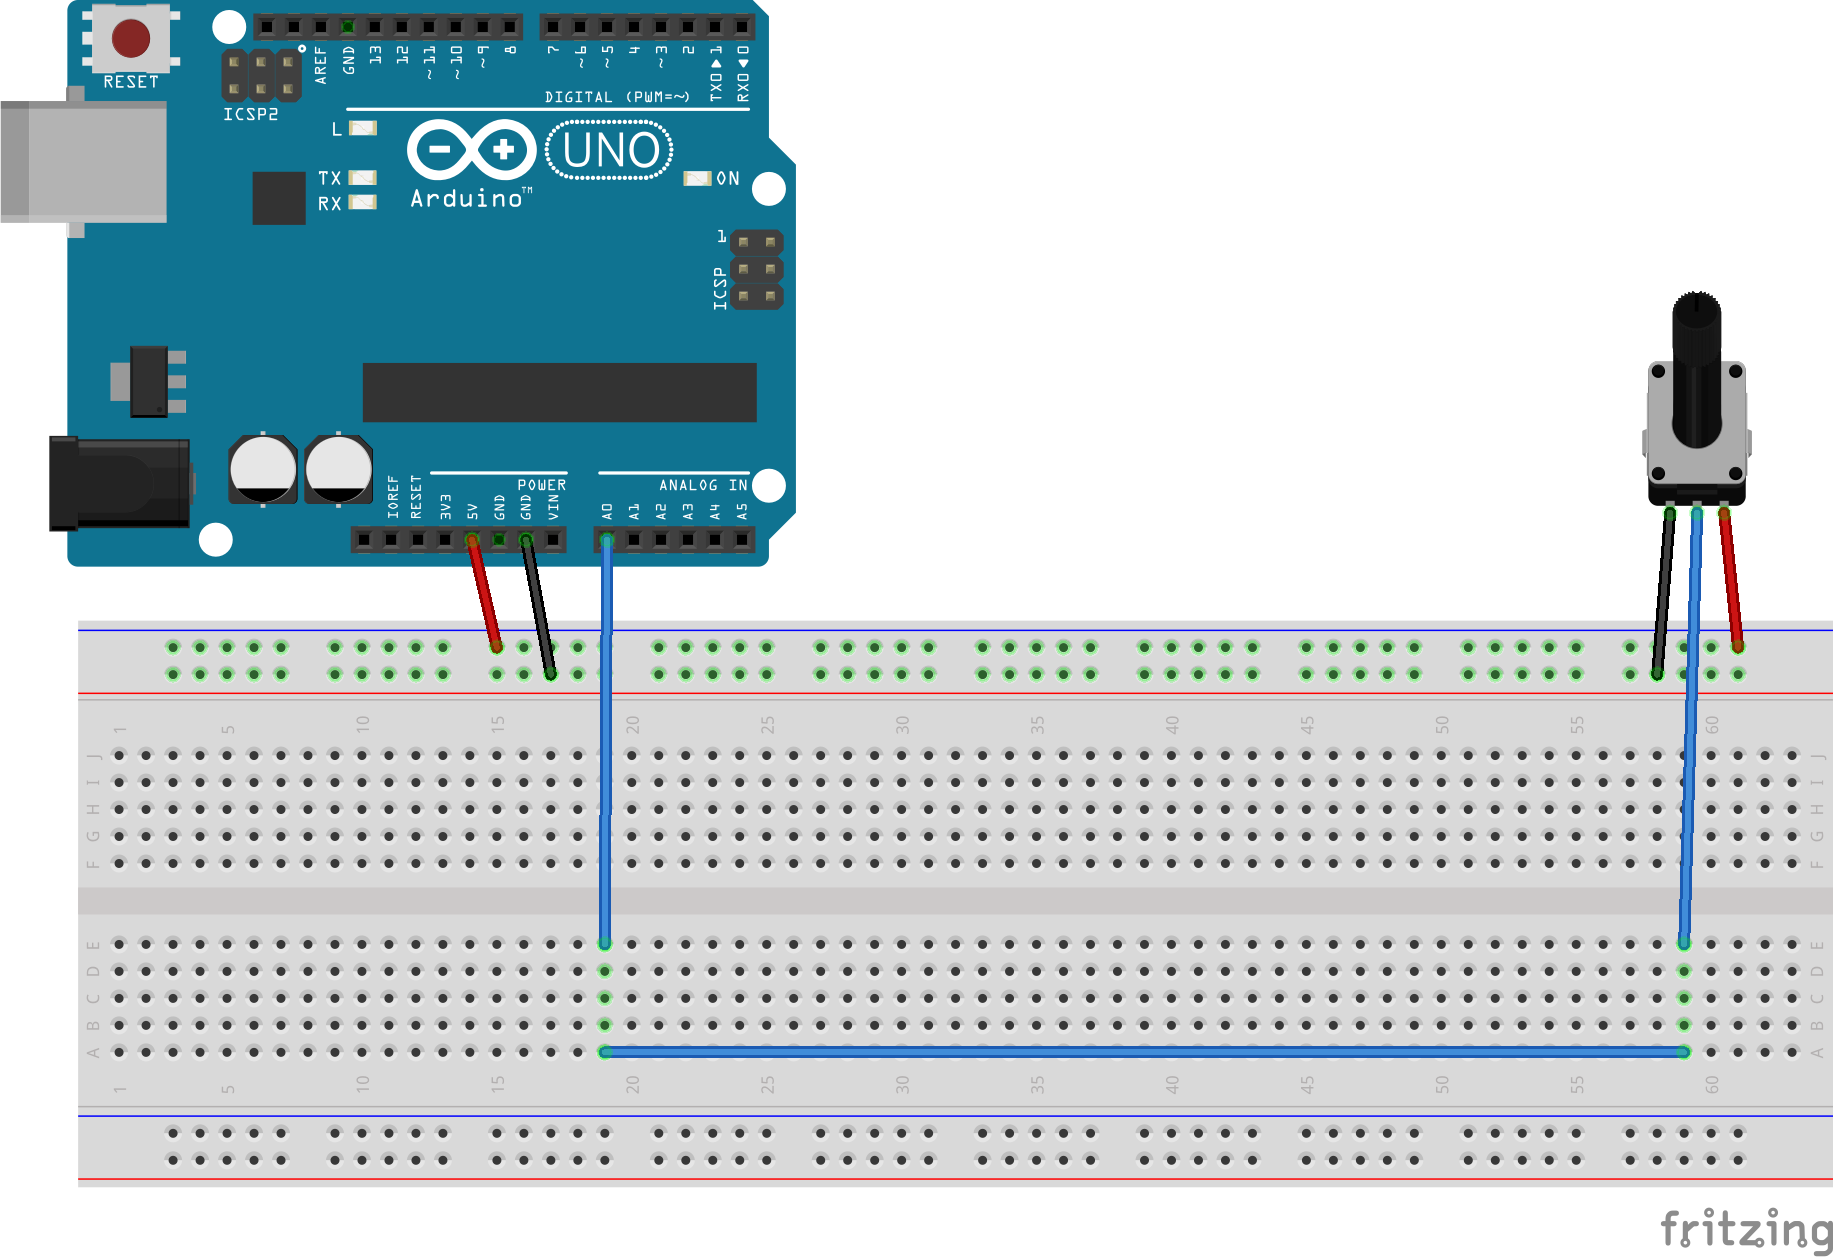 RESET
ICSP2
AREF
GND
13
12
~11
~10
~9
8
7
~6
~5
4
~3
2
TX0▶1
RX0◀0
DIGITAL (PWM=~)
L
TX
RX
Arduino™
UNO
ON
1
ICSP
POWER
ANALOG IN
IOREF
RESET
3V3
5V
GND
GND
VIN
A0
A1
A2
A3
A4
A5
1 5 10 15 20 25 30 35 40 45 50 55 60
J J
I I
H H
G G
F F
E E
D D
C C
B B
A A
1 5 10 15 20 25 30 35 40 45 50 55 60
fritzing